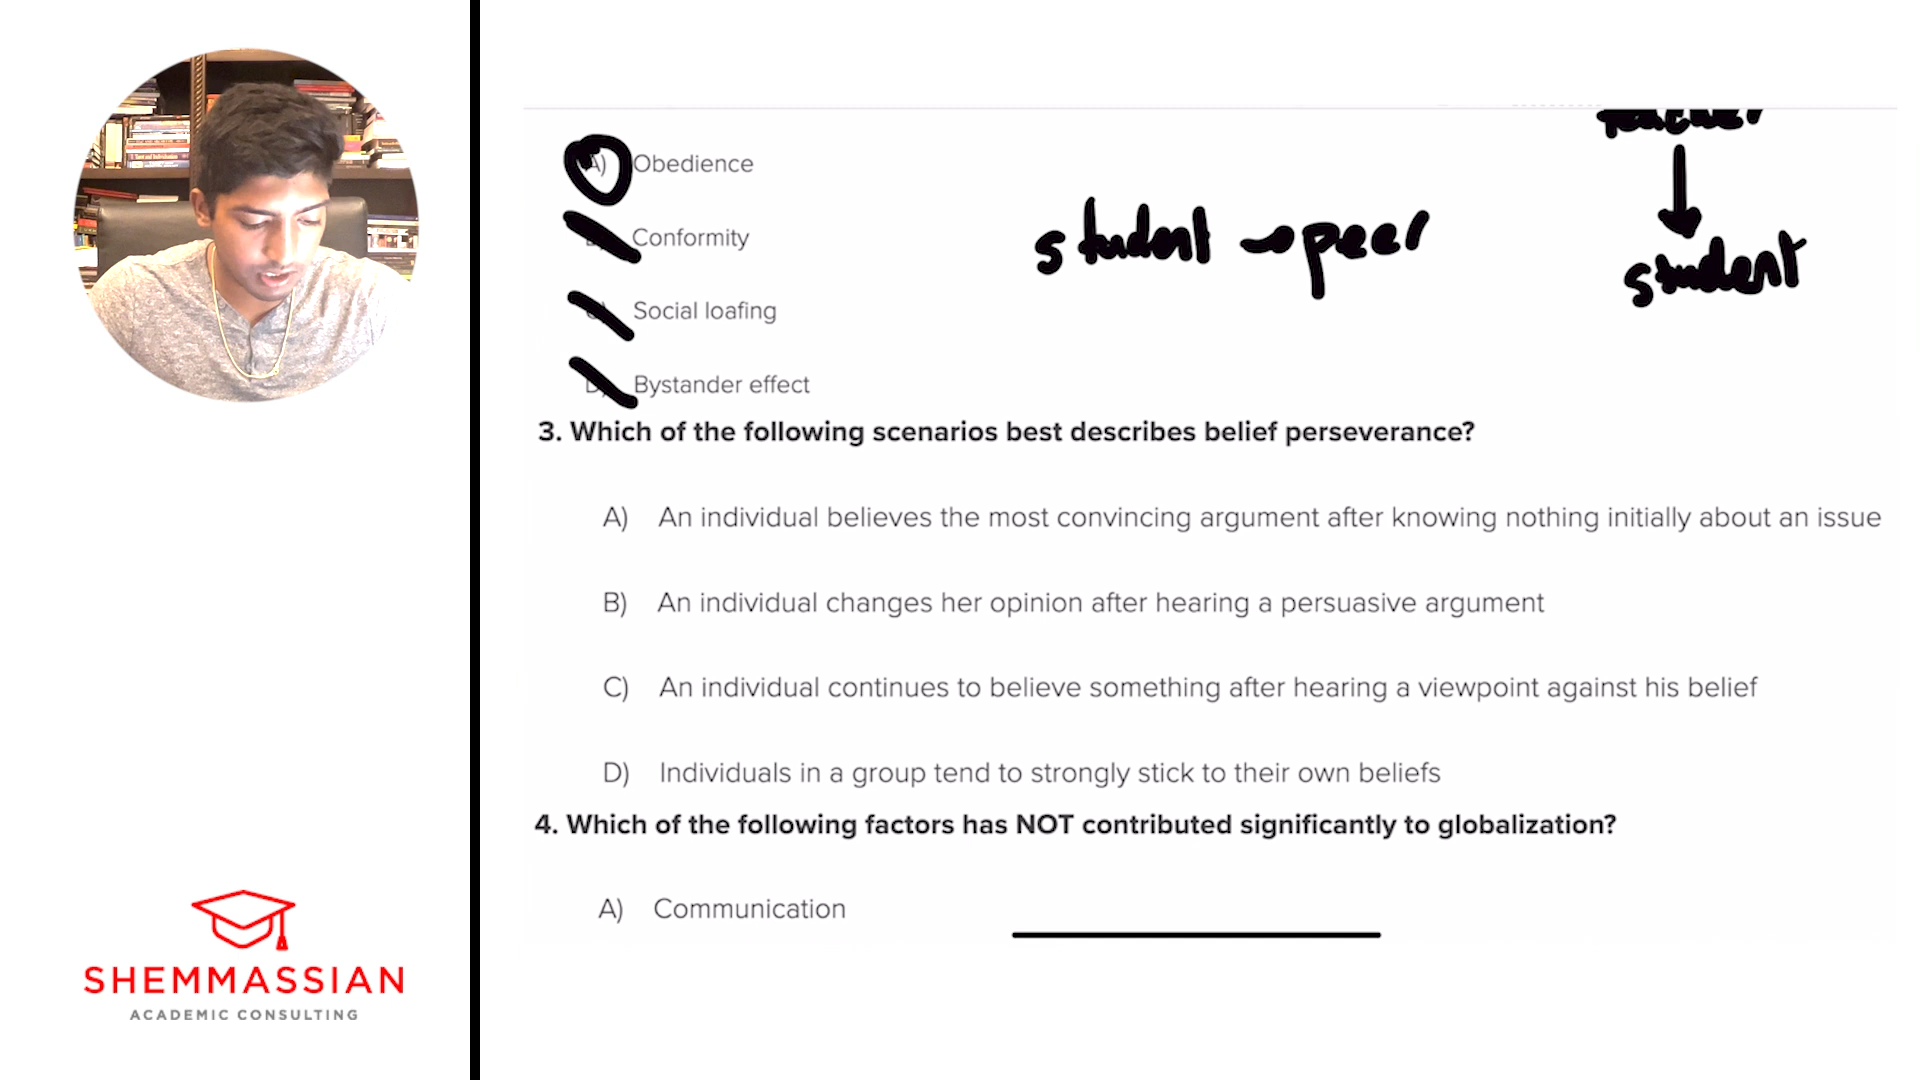 teacher
A) Obedience
student → peer
student
Conformity
Social loafing
D) Bystander effect
3. Which of the following scenarios best describes belief perseverance?
A) An individual believes the most convincing argument after knowing nothing initially about an issue
B) An individual changes her opinion after hearing a persuasive argument
C) An individual continues to believe something after hearing a viewpoint against his belief
D) Individuals in a group tend to strongly stick to their own beliefs
4. Which of the following factors has NOT contributed significantly to globalization?
A) Communication
SHEMMASSIAN
ACADEMIC CONSULTING